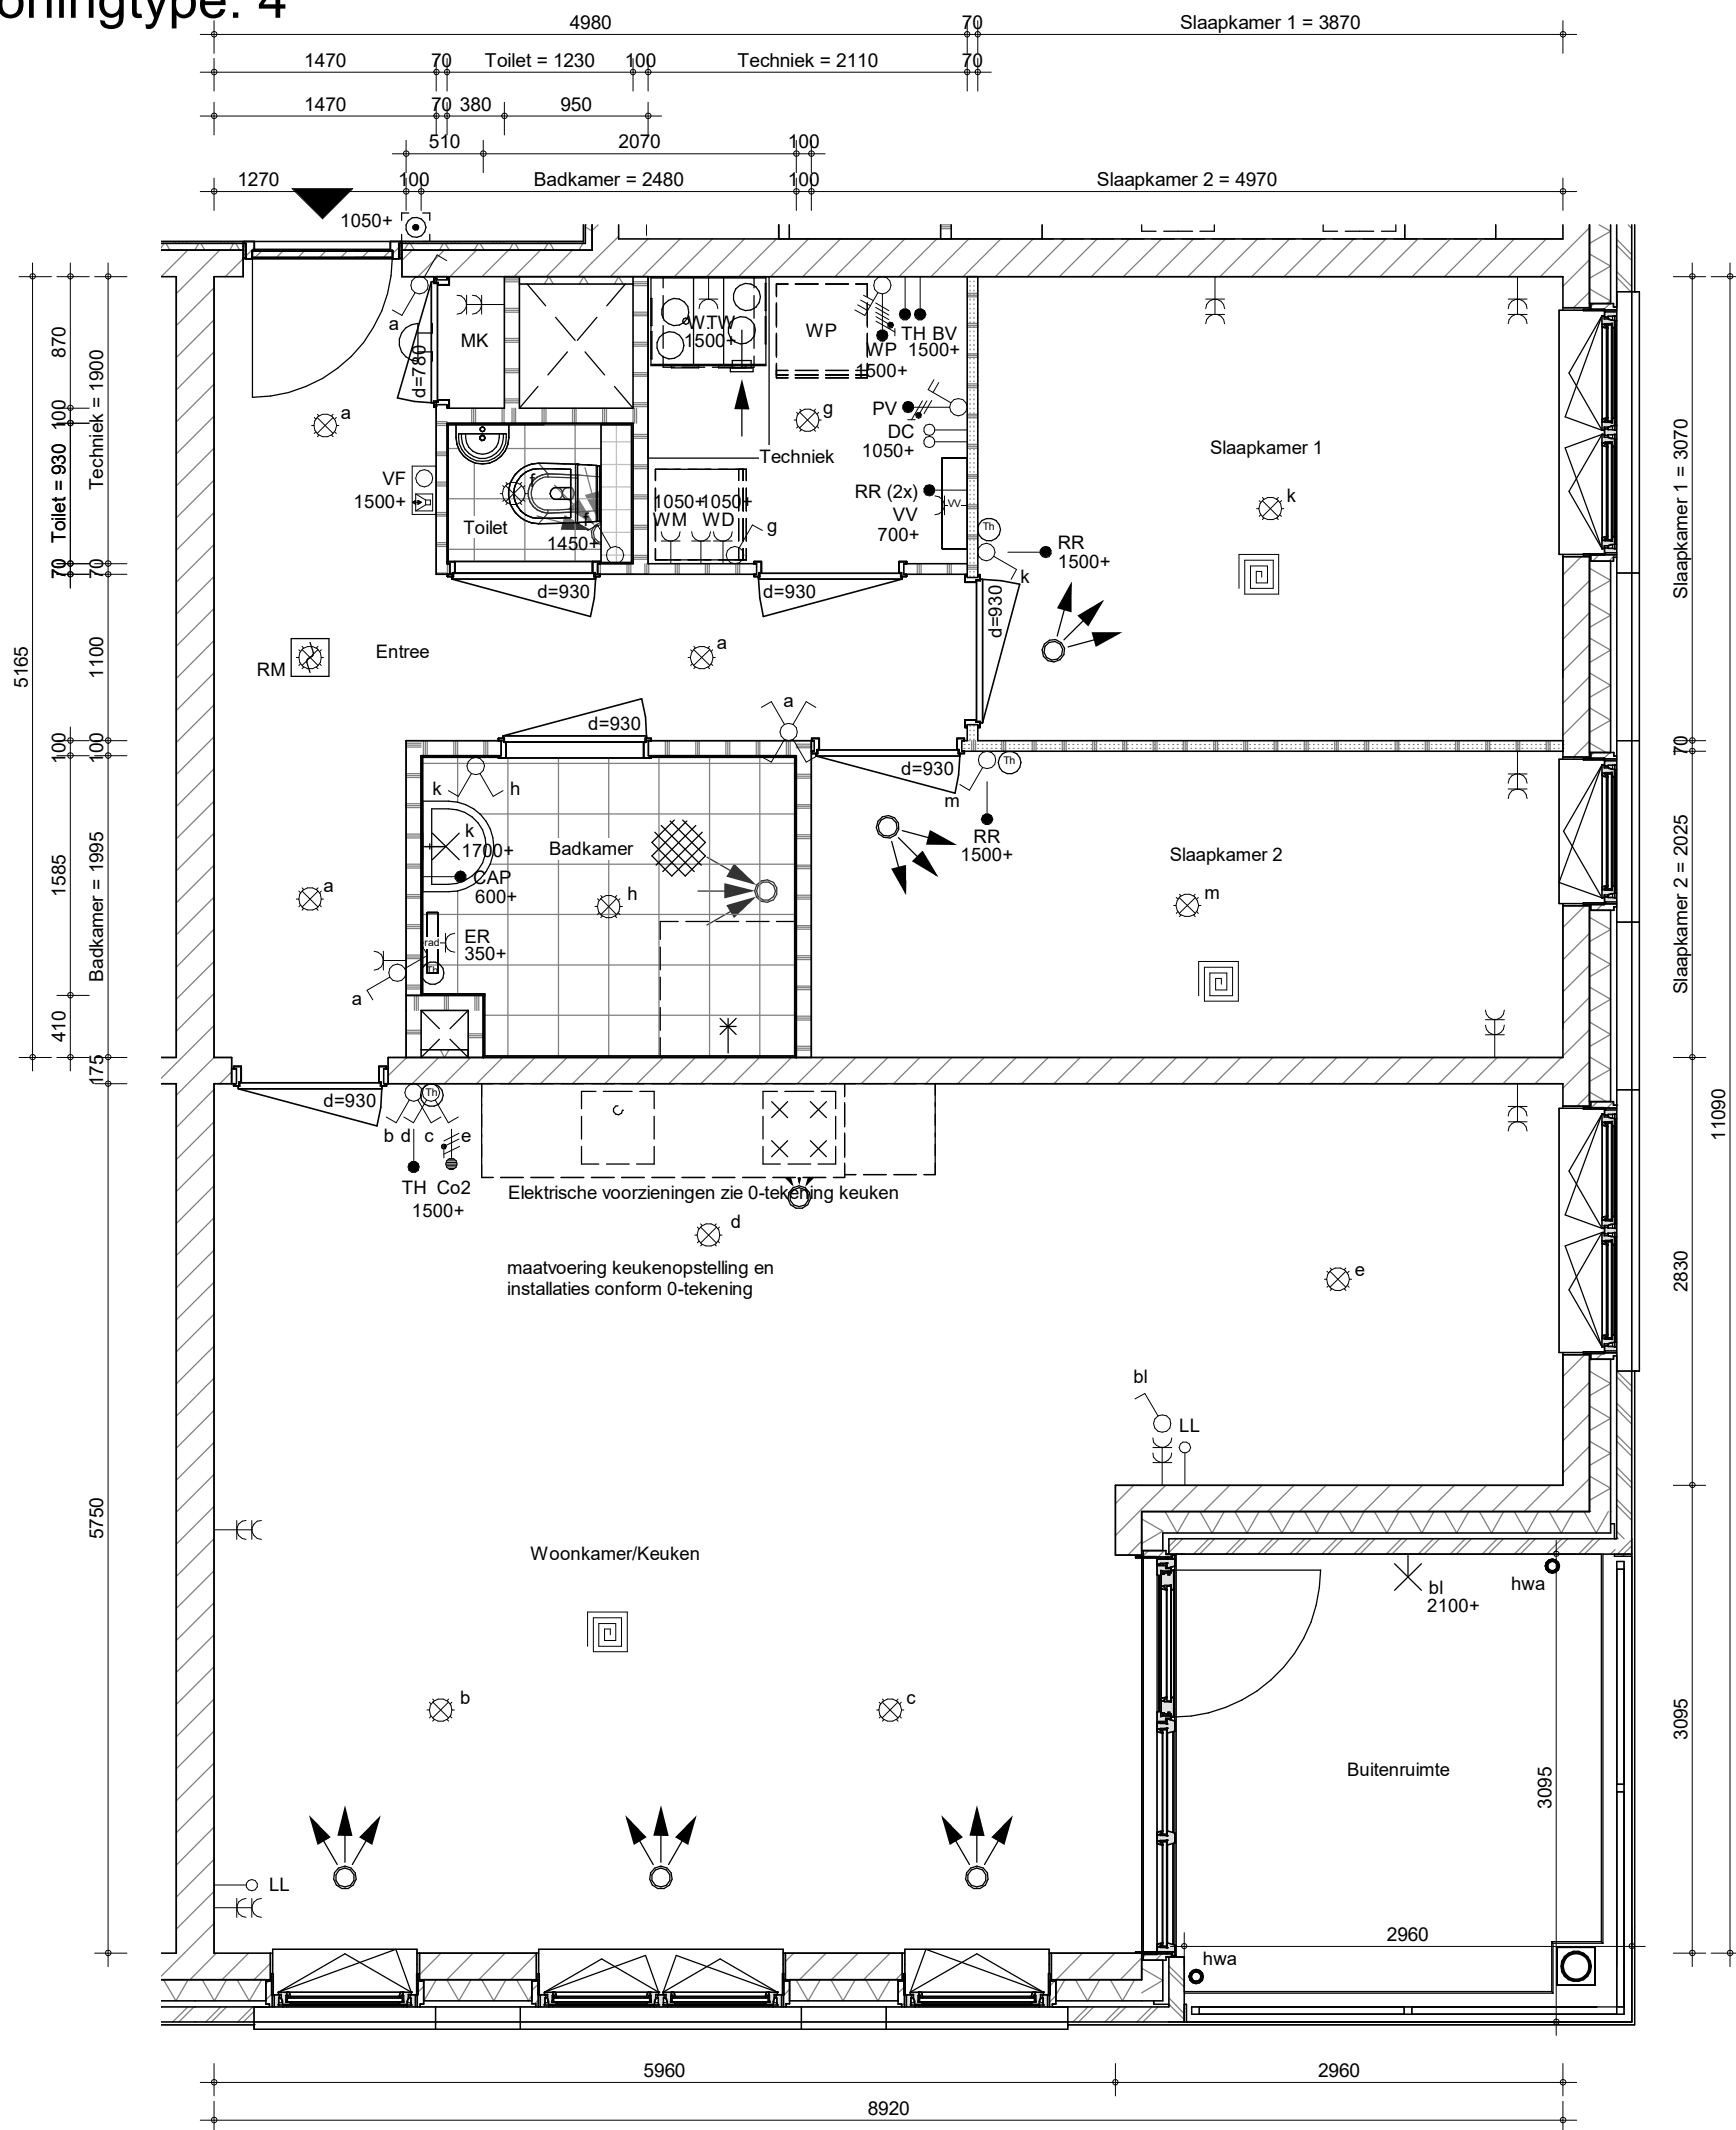 oningtype: 4
4980
70
Slaapkamer 1 = 3870
1470
70
Toilet = 1230
100
Techniek = 2110
70
1470
70
380
950
510
2070
100
1270
100
Badkamer = 2480
100
Slaapkamer 2 = 4970
1050+
a
d=780
MK
WTW
1500+
WP
WP
1500+
TH BV
1500+
a
g
PV
DC
1050+
Techniek
Slaapkamer 1
VF
1500+
f
f
Toilet
1450+
1050+
1050+
WM
WD
g
RR (2x)
VV
700+
k
Th
RR
1500+
k
d=930
d=930
d=930
RM
Entree
a
a
d=930
d=930
Th
m
k
h
k
1700+
Badkamer
RR
1500+
Slaapkamer 2
CAP
600+
a
h
m
rad
ER
350+
Th
a
d=930
Th
b
d
c
e
TH
Co2
1500+
Elektrische voorzieningen zie 0-tekening keuken
d
maatvoering keukenopstelling en
installaties conform 0-tekening
e
bl
LL
Woonkamer/Keuken
bl
2100+
hwa
b
c
Buitenruimte
3095
LL
2960
hwa
5960
2960
8920
5165
870
100
Toilet = 930
70
1100
100
1585
410
Techniek = 1900
70
1100
100
Badkamer = 1995
175
5750
Slaapkamer 1 = 3070
70
Slaapkamer 2 = 2025
2830
3095
11090